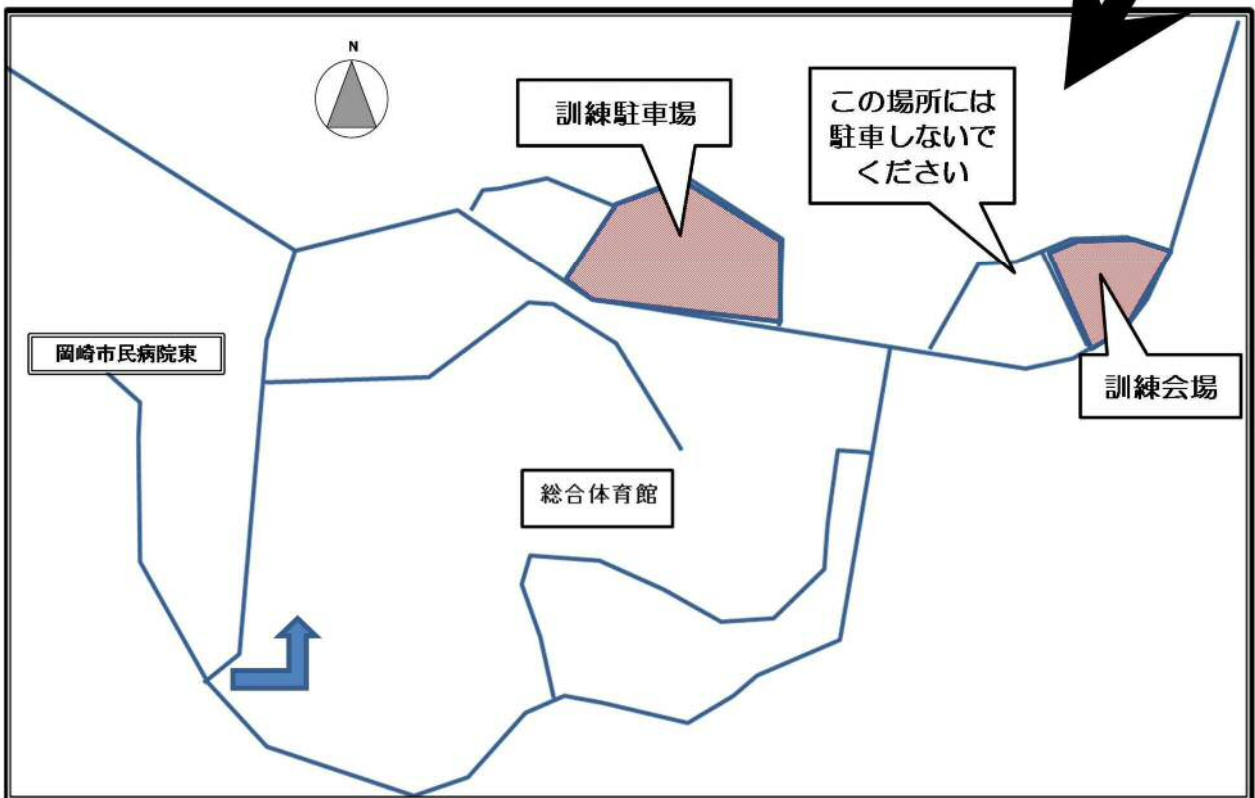 N
訓練駐車場
この場所には
駐車しないで
ください
岡崎市民病院東
訓練会場
総合体育館